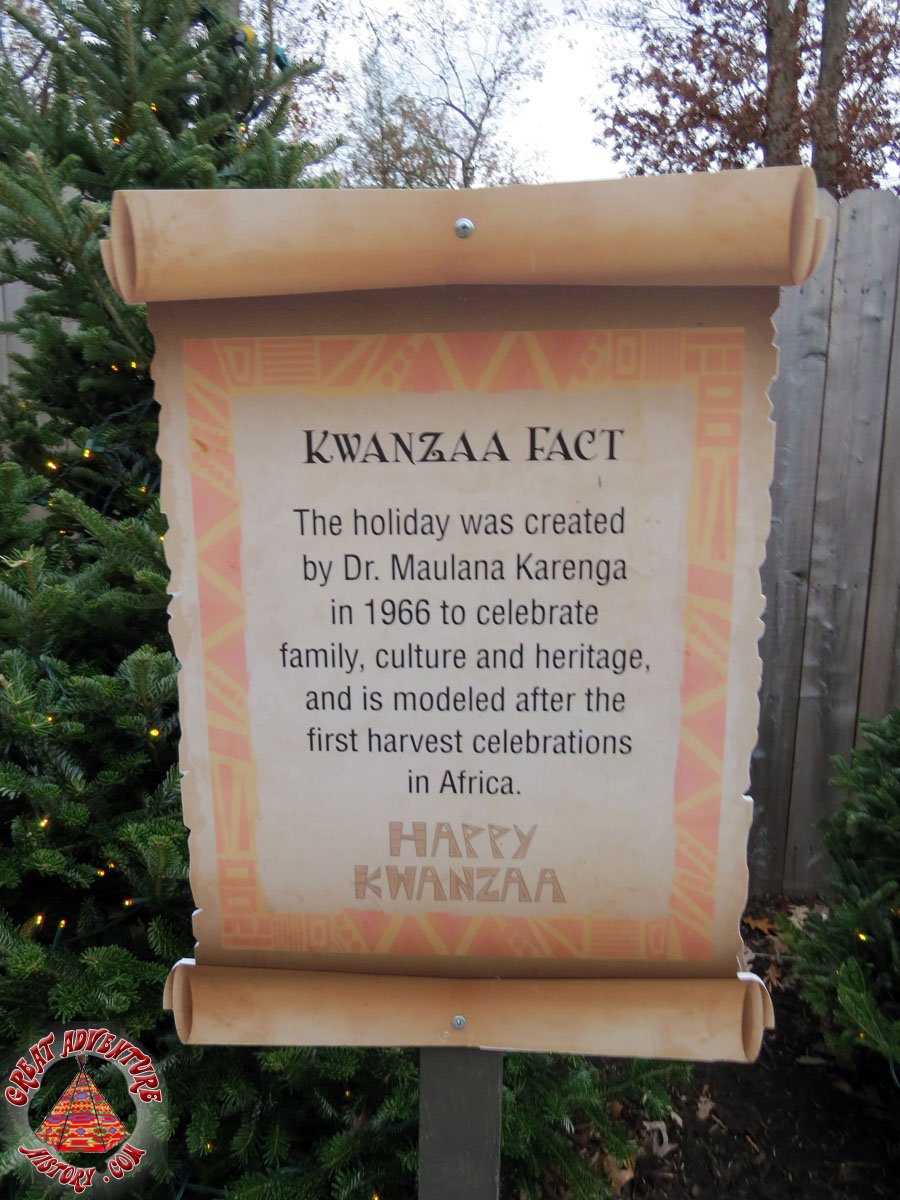 KWANZAA FACT
The holiday was created
by Dr. Maulana Karenga
in 1966 to celebrate
family, culture and heritage,
and is modeled after the
first harvest celebrations
in Africa.
HAPPY
KWANZAA
GREAT ADVENTURE
HISTORY.COM